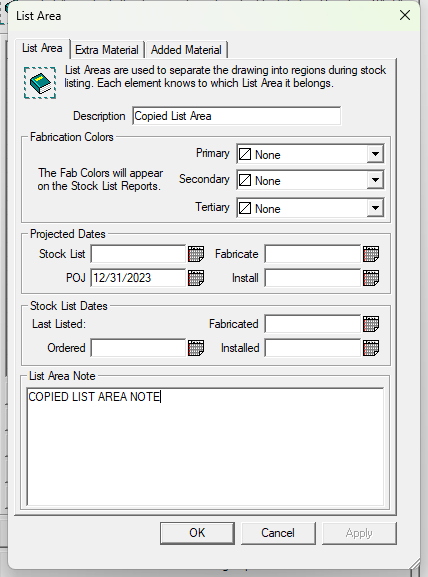 List Area
List Area
Extra Material
Added Material
List Areas are used to separate the drawing into regions during stock
listing. Each element knows to which List Area it belongs.
Description
Copied List Area
Fabrication Colors
The Fab Colors will appear
on the Stock List Reports.
Primary
None
Secondary
None
Tertiary
None
Projected Dates
Stock List
Fabricate
POJ
12/31/2023
Install
Stock List Dates
Last Listed:
Fabricated
Ordered
Installed
List Area Note
COPIED LIST AREA NOTE
OK
Cancel
Apply